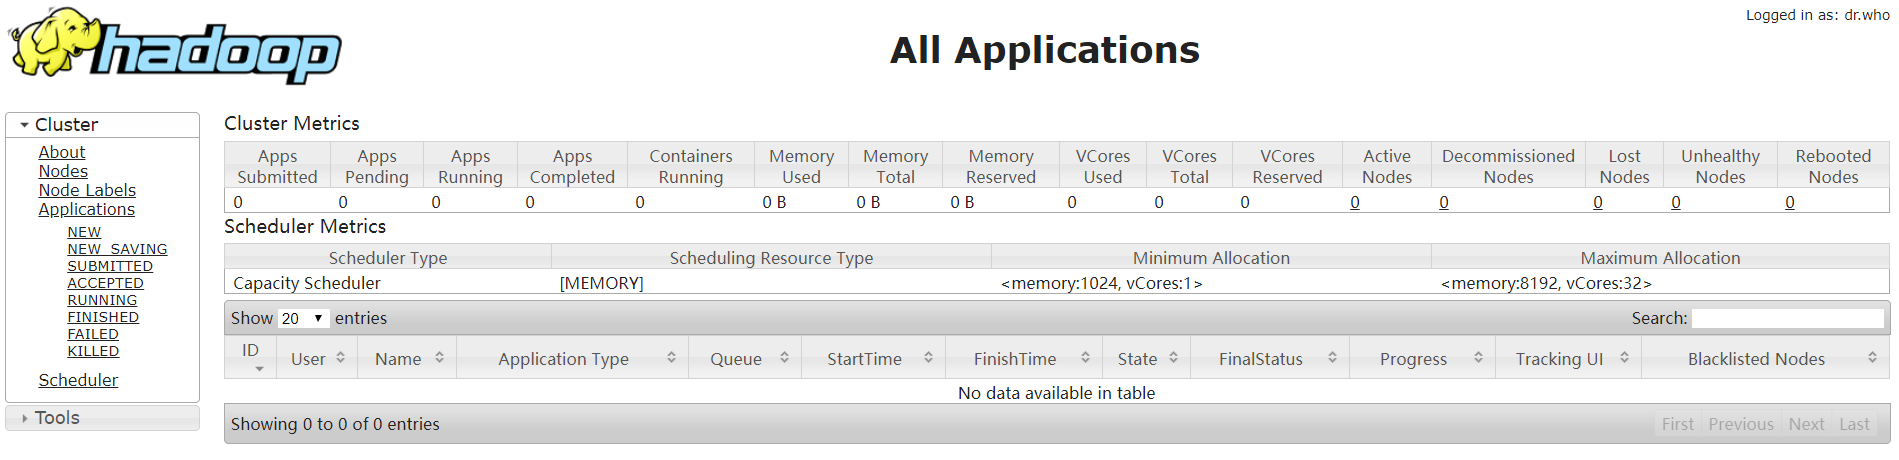 hadoop
Logged in as: dr.who
All Applications
Cluster
About
Nodes
Node Labels
Applications
NEW
NEW_SAVING
SUBMITTED
ACCEPTED
RUNNING
FINISHED
FAILED
KILLED
Scheduler
Tools
Cluster Metrics
Apps Submitted Apps Pending Apps Running Apps Completed Containers Running Memory Used Memory Total Memory Reserved VCores Used VCores Total VCores Reserved Active Nodes Decommissioned Nodes Lost Nodes Unhealthy Nodes Rebooted Nodes
0 0 0 0 0 0 B 0 B 0 B 0 0 0 0 0 0 0 0
Scheduler Metrics
Scheduler Type Scheduling Resource Type Minimum Allocation Maximum Allocation
Capacity Scheduler [MEMORY] <memory:1024, vCores:1> <memory:8192, vCores:32>
Show 20 entries Search:
ID User Name Application Type Queue StartTime FinishTime State FinalStatus Progress Tracking UI Blacklisted Nodes
No data available in table
Showing 0 to 0 of 0 entries First Previous Next Last